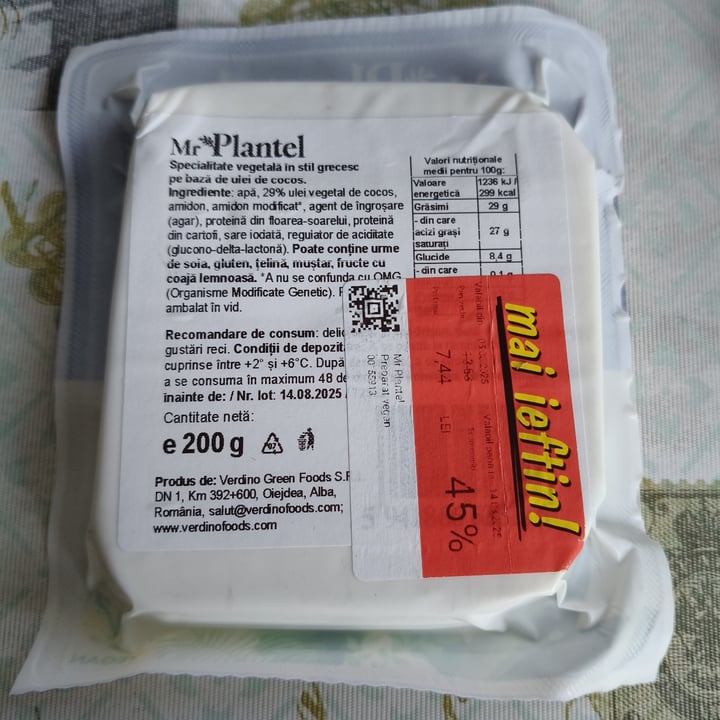 Mr Plantel
Specialitate vegetală în stil grecesc
pe bază de ulei de cocos.
Ingrediente: apă, 29% ulei vegetal de cocos,
amidon, amidon modificat*, agent de îngroșare
(agar), proteină din floarea-soarelui, proteină
din cartofi, sare iodată, regulator de aciditate
(glucono-delta-lactonă). Poate conține urme
de soia, gluten, țelină, muștar, fructe cu
coajă lemnoasă. *A nu se confunda cu OMG
(Organisme Modificate Genetic).
ambalat în vid.
Recomandare de consum:
gustări reci. Condiții de
cuprinse între +2° și +6°C. După
a se consuma în maximum 48 de
înainte de: / Nr. lot: 14.08.2025
Cantitate netă:
e 200 g
Produs de: Verdino Green Foods
DN 1, Km 392+600, Oiejdea, Alba,
România, salut@verdinofoods.com;
www.verdinofoods.com
Valori nutriționale
medii pentru 100g:
Valoare energetică 1236 kJ / 299 kcal
Grăsimi 29 g
- din care acizi grași saturați 27 g
Glucide 8,4 g
- din care 0,1 g
Mr Plantel
Preparat vegan
00155913
Valabil din
7,44 LEI
45%
mai ieftin!